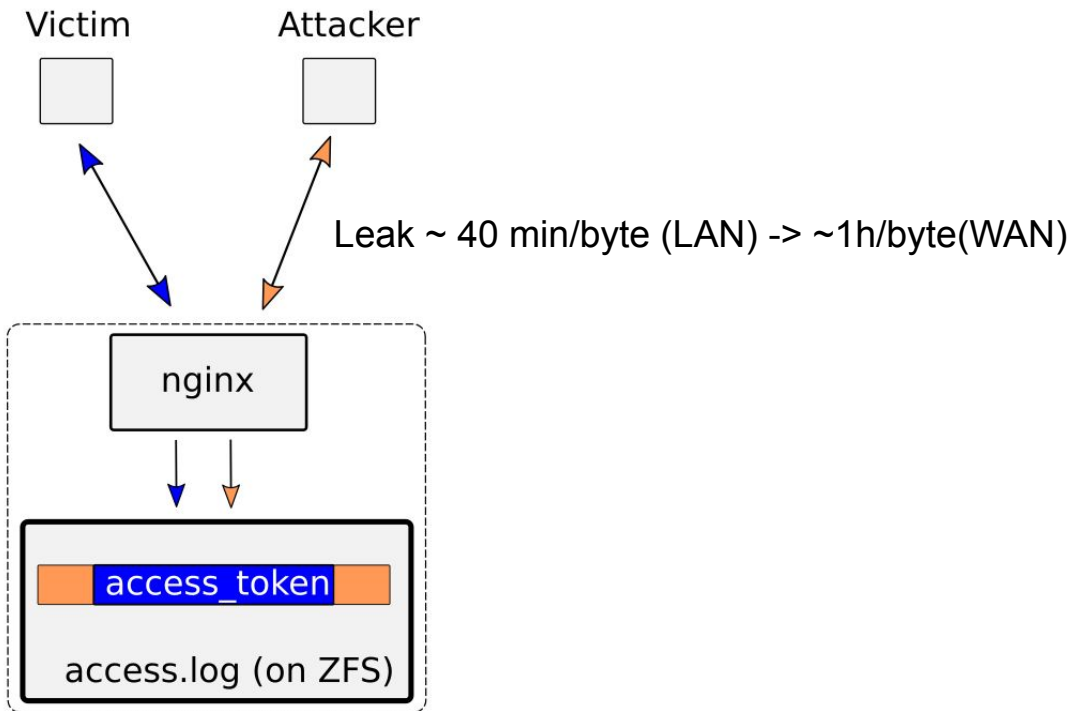 Victim
Attacker
Leak ~ 40 min/byte (LAN) -> ~1h/byte(WAN)
nginx
access_token
access.log (on ZFS)